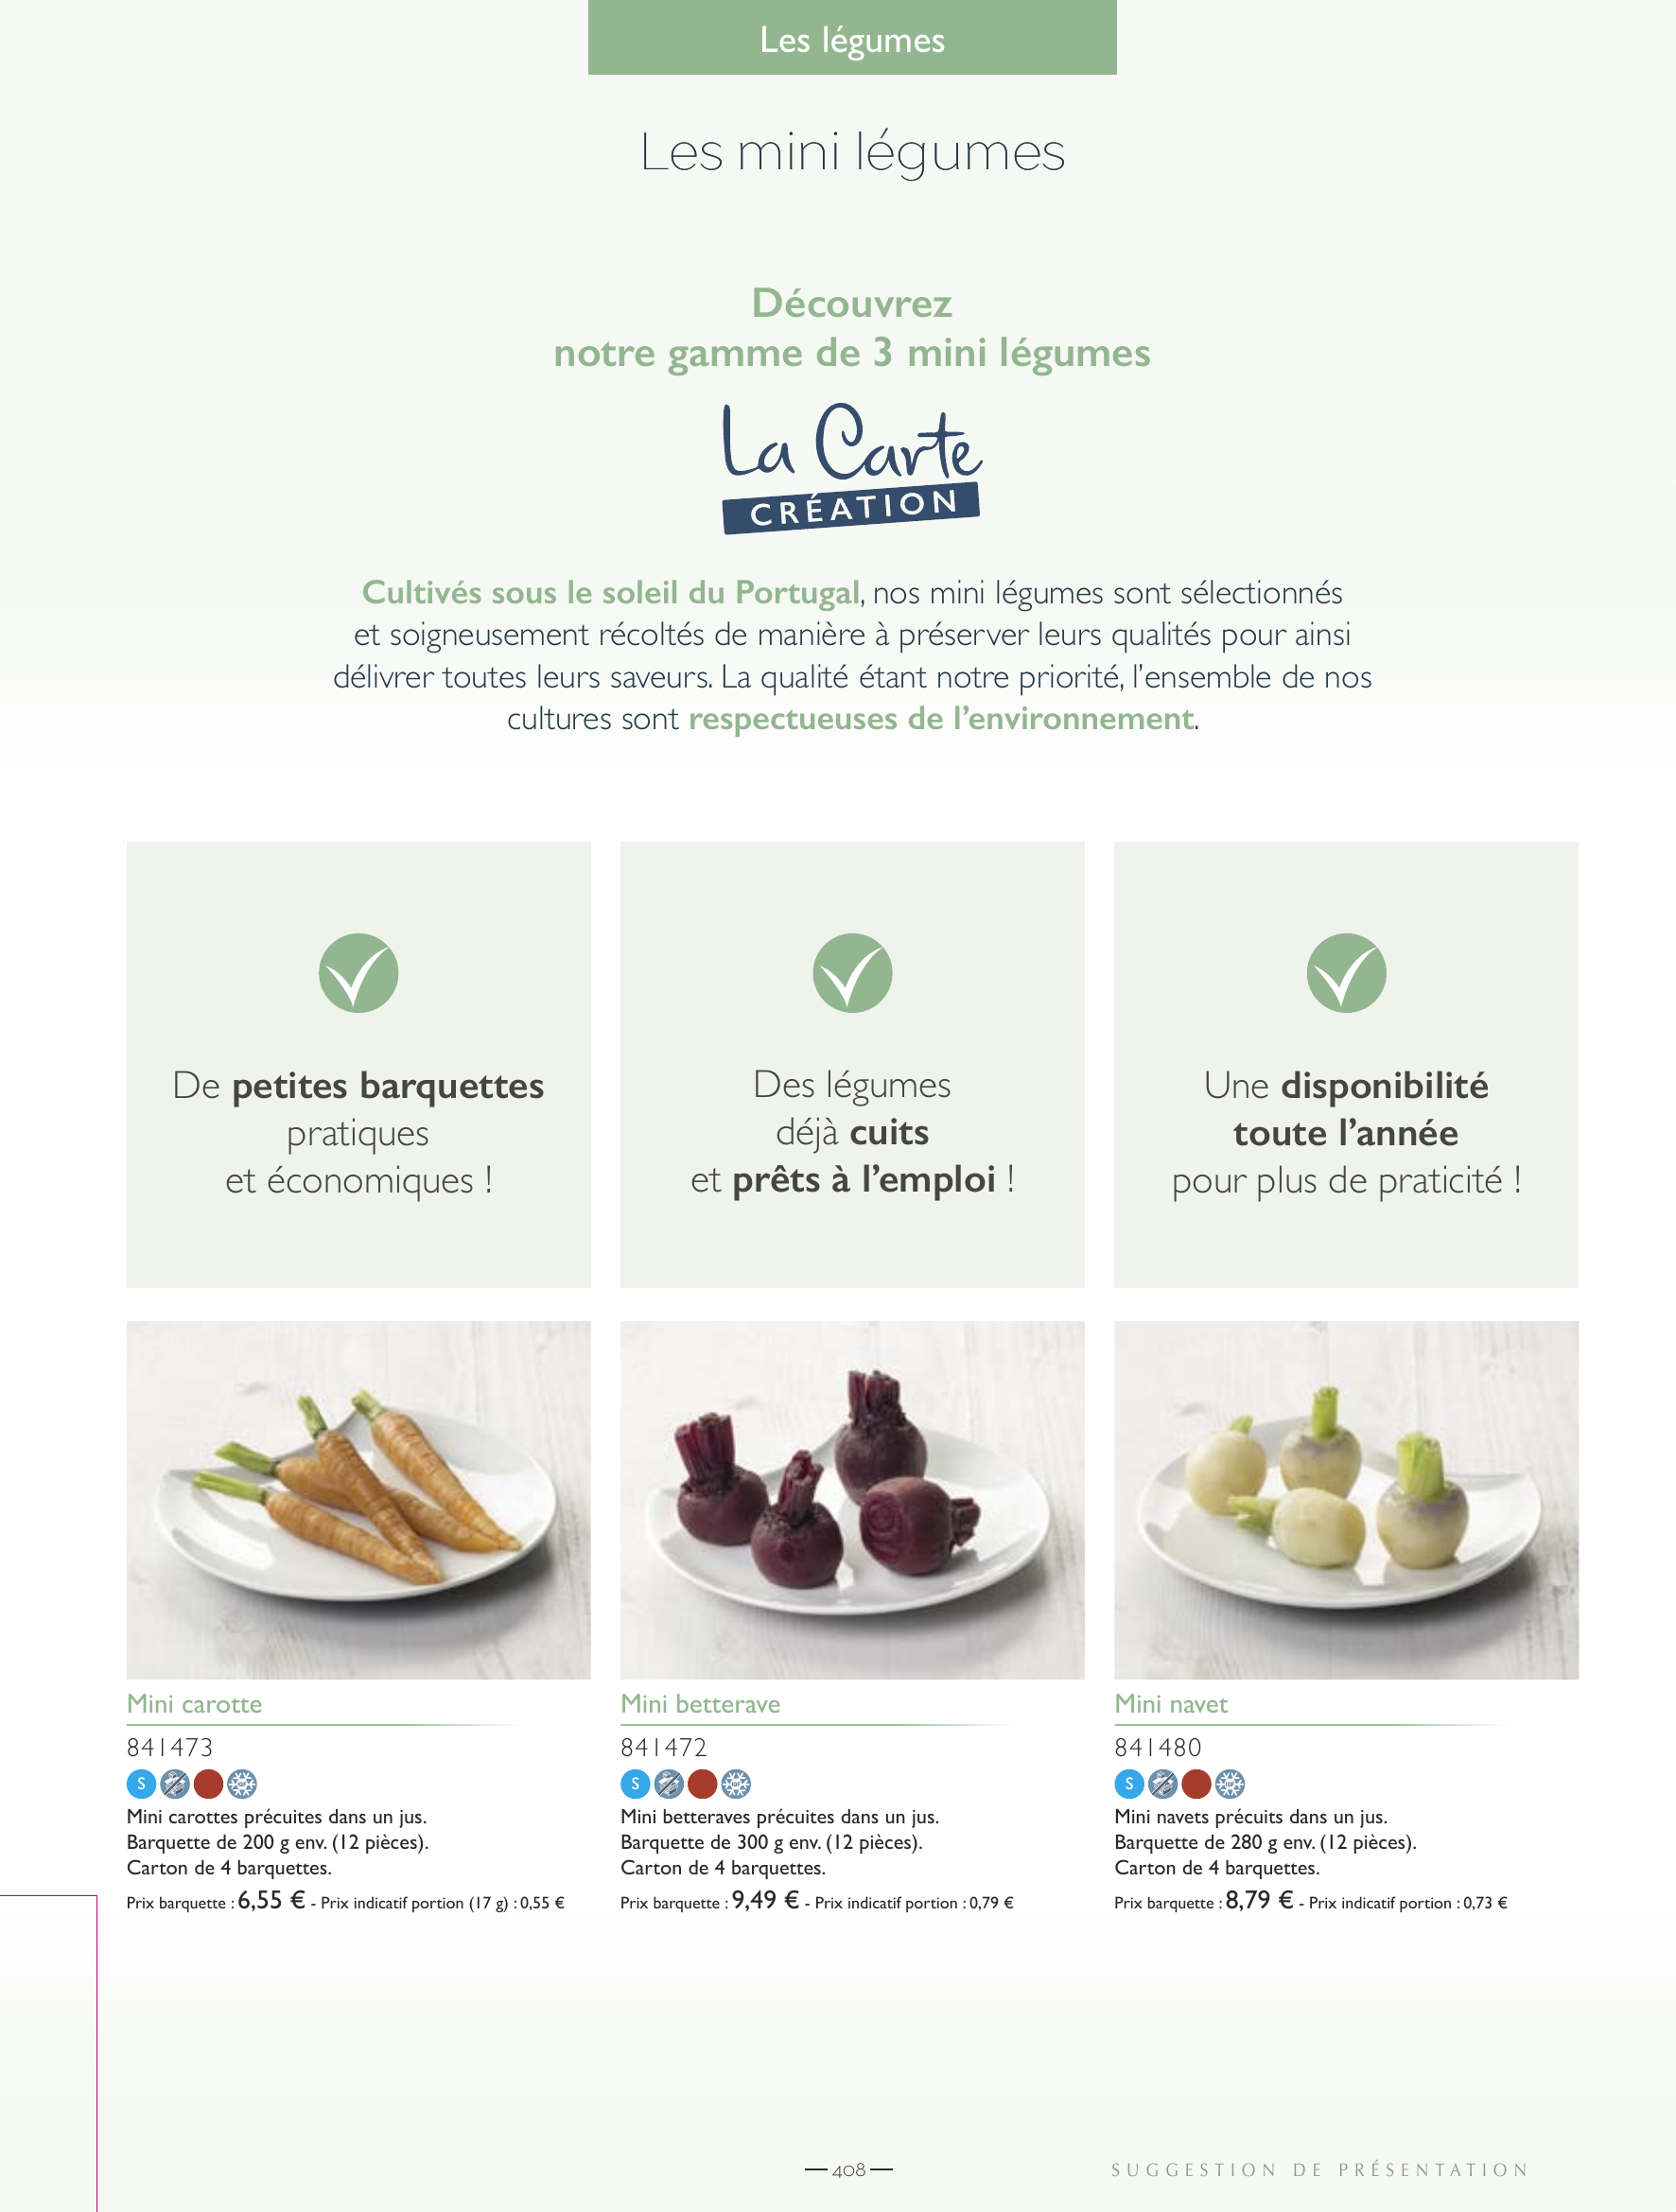 Les légumes
Les mini légumes
Découvrez
notre gamme de 3 mini légumes
La Carte
CRÉATION
Cultivés sous le soleil du Portugal, nos mini légumes sont sélectionnés
et soigneusement récoltés de manière à préserver leurs qualités pour ainsi
délivrer toutes leurs saveurs. La qualité étant notre priorité, l’ensemble de nos
cultures sont respectueuses de l’environnement.
De petites barquettes
pratiques
et économiques !
Des légumes
déjà cuits
et prêts à l’emploi !
Une disponibilité
toute l’année
pour plus de praticité !
Mini carotte
841473
S
IQF
Mini carottes précuites dans un jus.
Barquette de 200 g env. (12 pièces).
Carton de 4 barquettes.
Prix barquette : 6,55 € - Prix indicatif portion (17 g) : 0,55 €
Mini betterave
841472
S
IQF
Mini betteraves précuites dans un jus.
Barquette de 300 g env. (12 pièces).
Carton de 4 barquettes.
Prix barquette : 9,49 € - Prix indicatif portion : 0,79 €
Mini navet
841480
S
IQF
Mini navets précuits dans un jus.
Barquette de 280 g env. (12 pièces).
Carton de 4 barquettes.
Prix barquette : 8,79 € - Prix indicatif portion : 0,73 €
408
SUGGESTION DE PRÉSENTATION